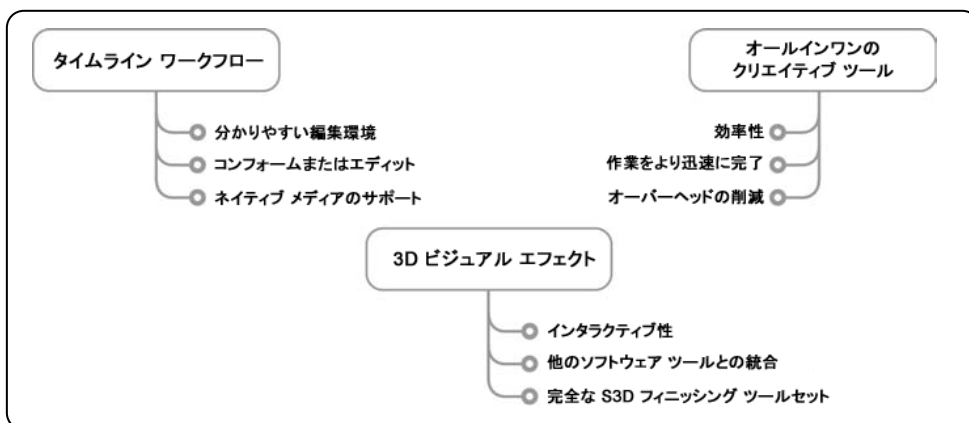 タイムライン ワークフロー
分かりやすい編集環境
コンフォームまたはエディット
ネイティブ メディアのサポート
オールインワンの
クリエイティブ ツール
効率性
作業をより迅速に完了
オーバーヘッドの削減
3D ビジュアル エフェクト
インタラクティブ性
他のソフトウェア ツールとの統合
完全な S3D フィニッシング ツールセット